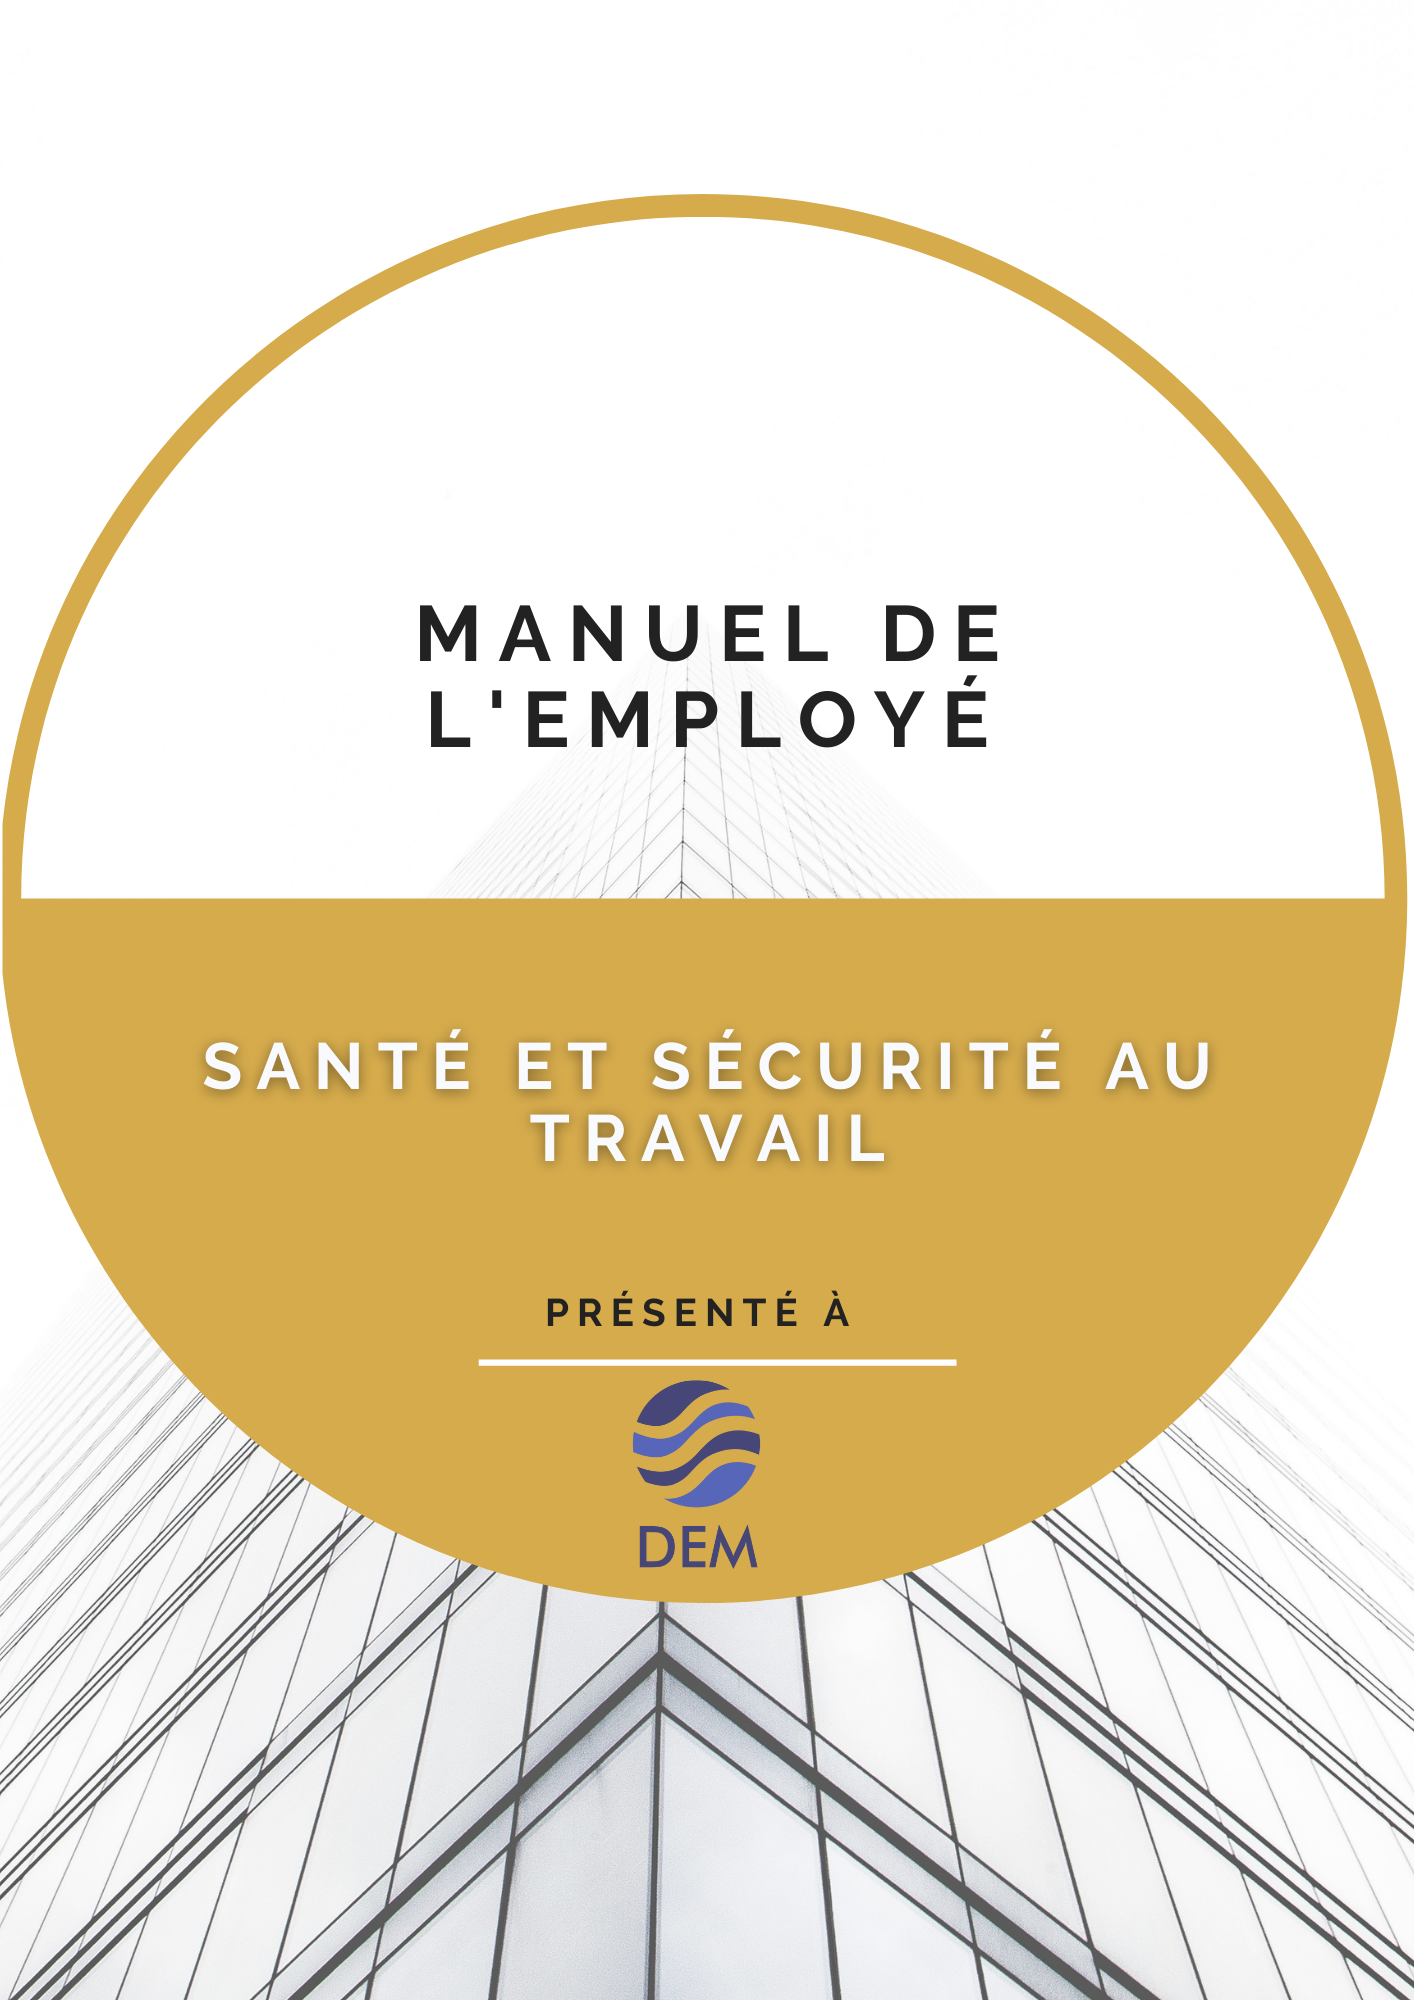 MANUEL DE
L'EMPLOYÉ
SANTÉ ET SÉCURITÉ AU
TRAVAIL
PRÉSENTÉ À
DEM